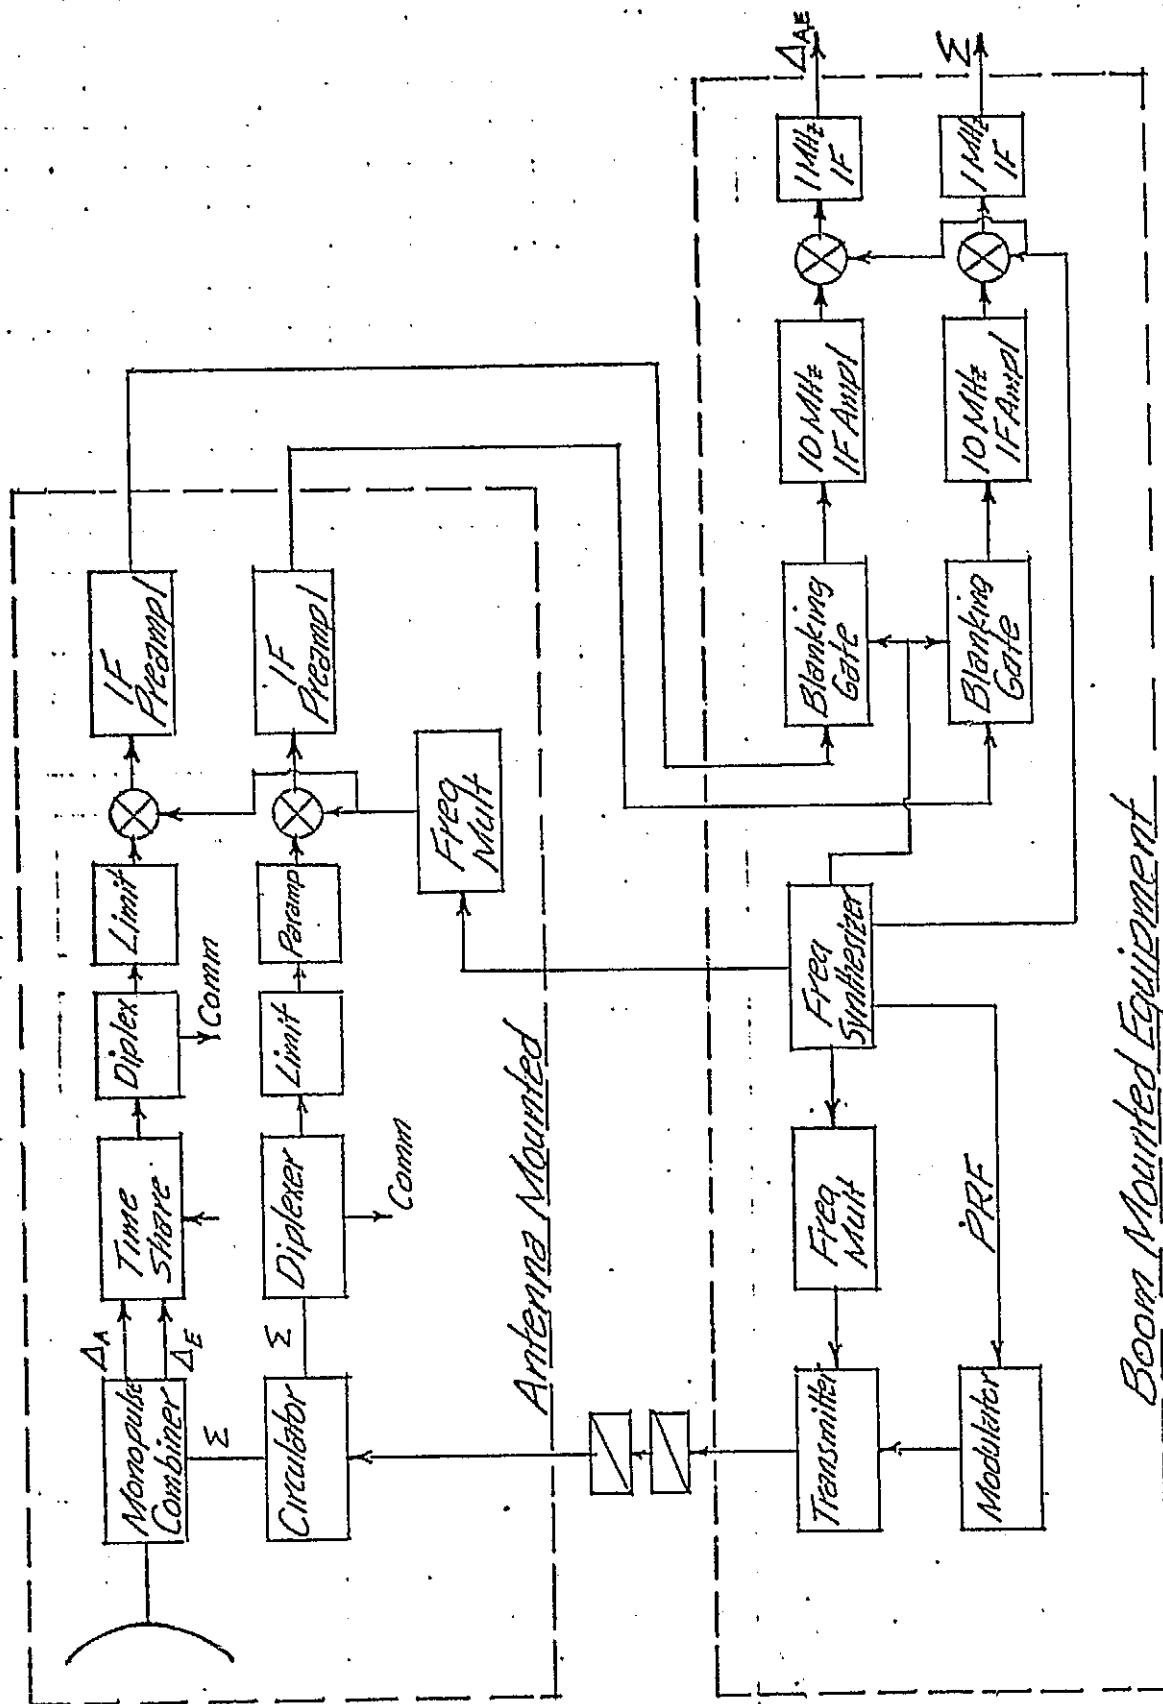 Monopulse
Combiner
Δ_A
Δ_E
Σ
Time
Share
Diplex
Comm
Limit
IF
Preampl
Circulator
Σ
Diplexer
Comm
Limit
Paramp
IF
Preampl
Freq
Mult
Antenna Mounted
Transmitter
Freq
Mult
Freq
Synthesizer
Blanking
Gate
10 MHz
IF Ampl
1 MHz
IF
Δ_AE
Modulator
PRF
Blanking
Gate
10 MHz
IF Ampl
1 MHz
IF
Σ
Boom Mounted Equipment